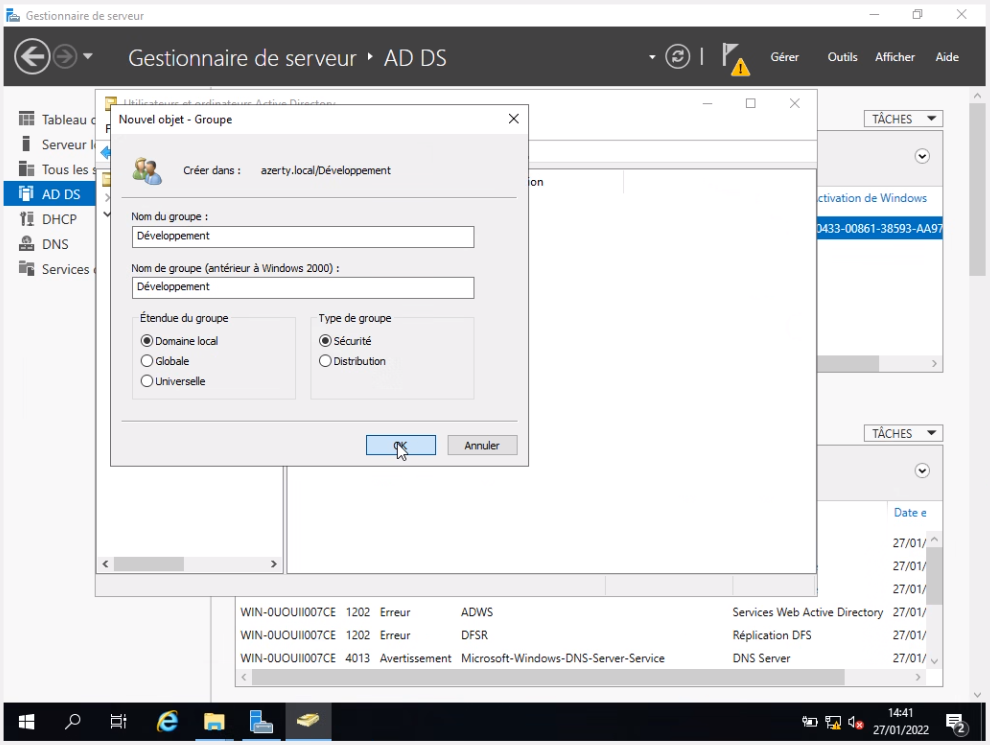 Gestionnaire de serveur
Gestionnaire de serveur ‣ AD DS
Gérer Outils Afficher Aide
Utilisateurs et ordinateurs Active Directory
Tableau
Serveur
Tous les
AD DS
DHCP
DNS
Services
Nouvel objet - Groupe
Créer dans : azerty.local/Développement
Nom du groupe :
Développement
Nom de groupe (antérieur à Windows 2000) :
Développement
Étendue du groupe
Domaine local
Globale
Universelle
Type de groupe
Sécurité
Distribution
OK Annuler
TÂCHES
ctivation de Windows
0433-00861-38593-AA97
TÂCHES
Date e
27/01/
27/01/
27/01/
WIN-0UOUII007CE 1202 Erreur ADWS Services Web Active Directory 27/01/
WIN-0UOUII007CE 1202 Erreur DFSR Réplication DFS 27/01/
WIN-0UOUII007CE 4013 Avertissement Microsoft-Windows-DNS-Server-Service DNS Server 27/01/
14:41
27/01/2022
2